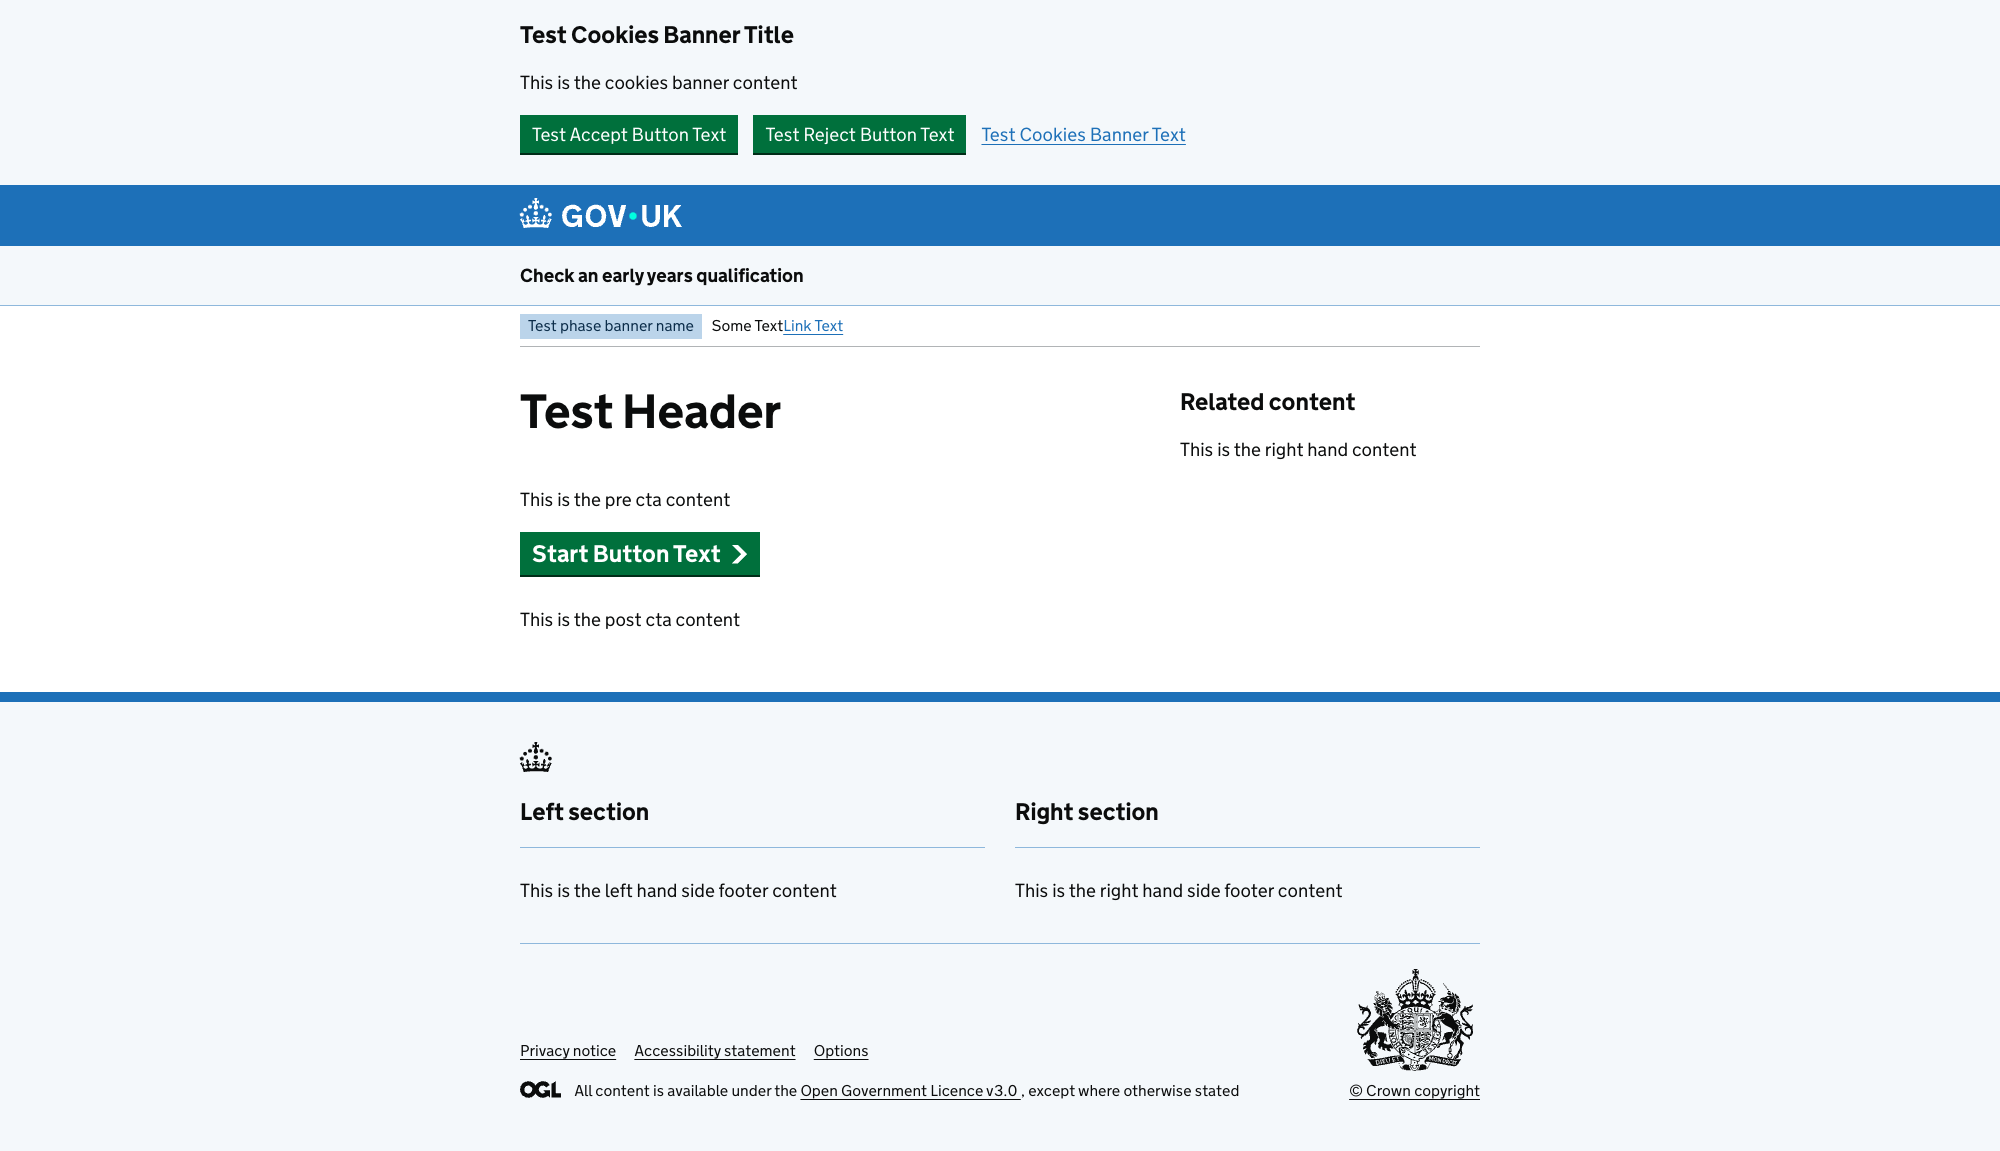 Test Cookies Banner Title
This is the cookies banner content
Test Accept Button Text
Test Reject Button Text
Test Cookies Banner Text
GOV·UK
Check an early years qualification
Test phase banner name
Some TextLink Text
Test Header
This is the pre cta content
Start Button Text
This is the post cta content
Related content
This is the right hand content
Left section
This is the left hand side footer content
Right section
This is the right hand side footer content
Privacy notice
Accessibility statement
Options
OGL
All content is available under the Open Government Licence v3.0 , except where otherwise stated
© Crown copyright